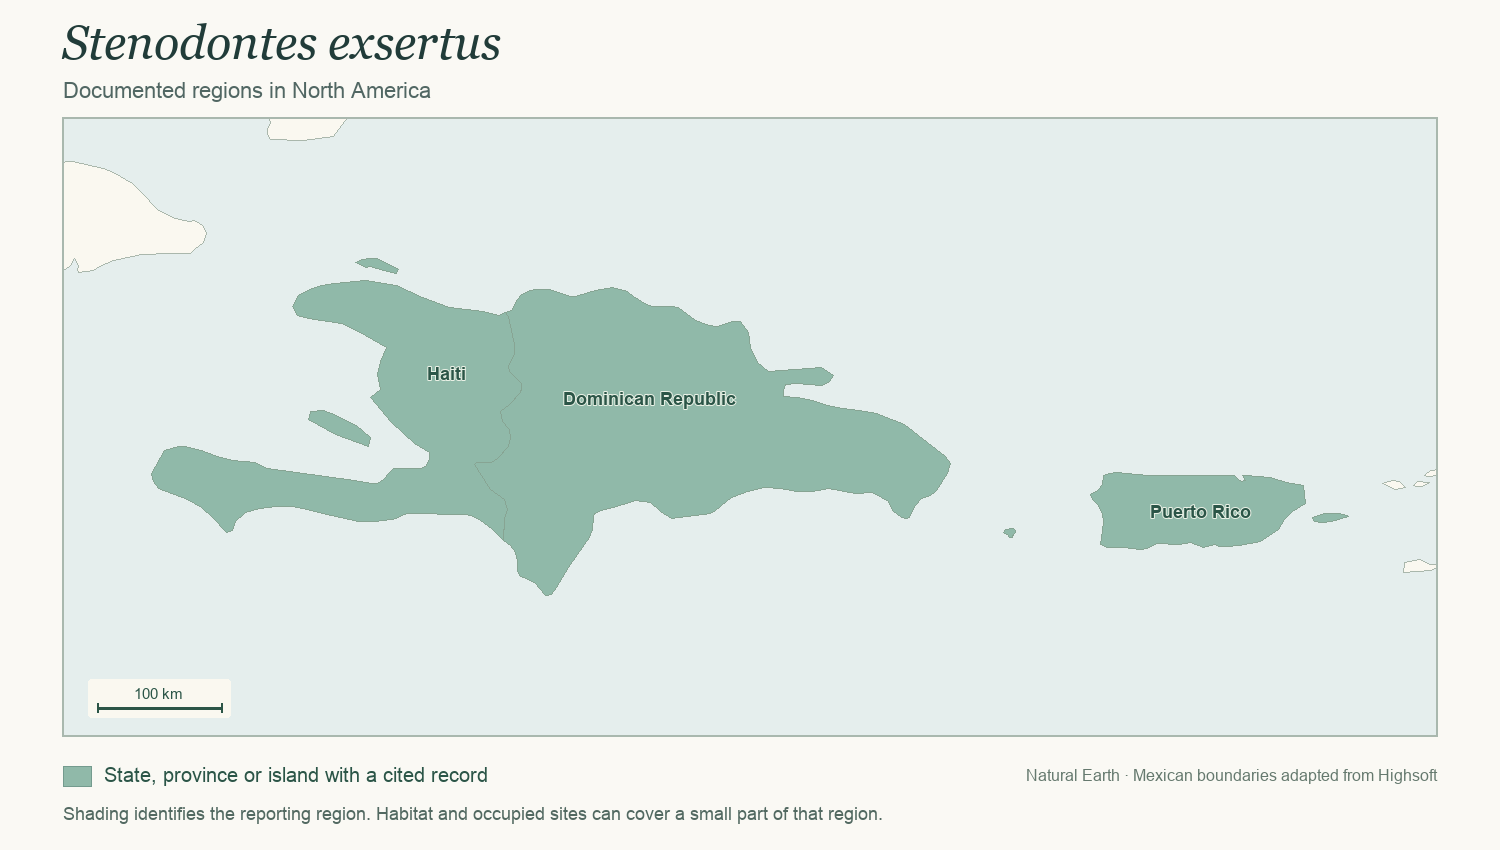 Stenodontes exsertus
Documented regions in North America
Haiti
Dominican Republic
Puerto Rico
100 km
State, province or island with a cited record
Natural Earth · Mexican boundaries adapted from Highsoft
Shading identifies the reporting region. Habitat and occupied sites can cover a small part of that region.